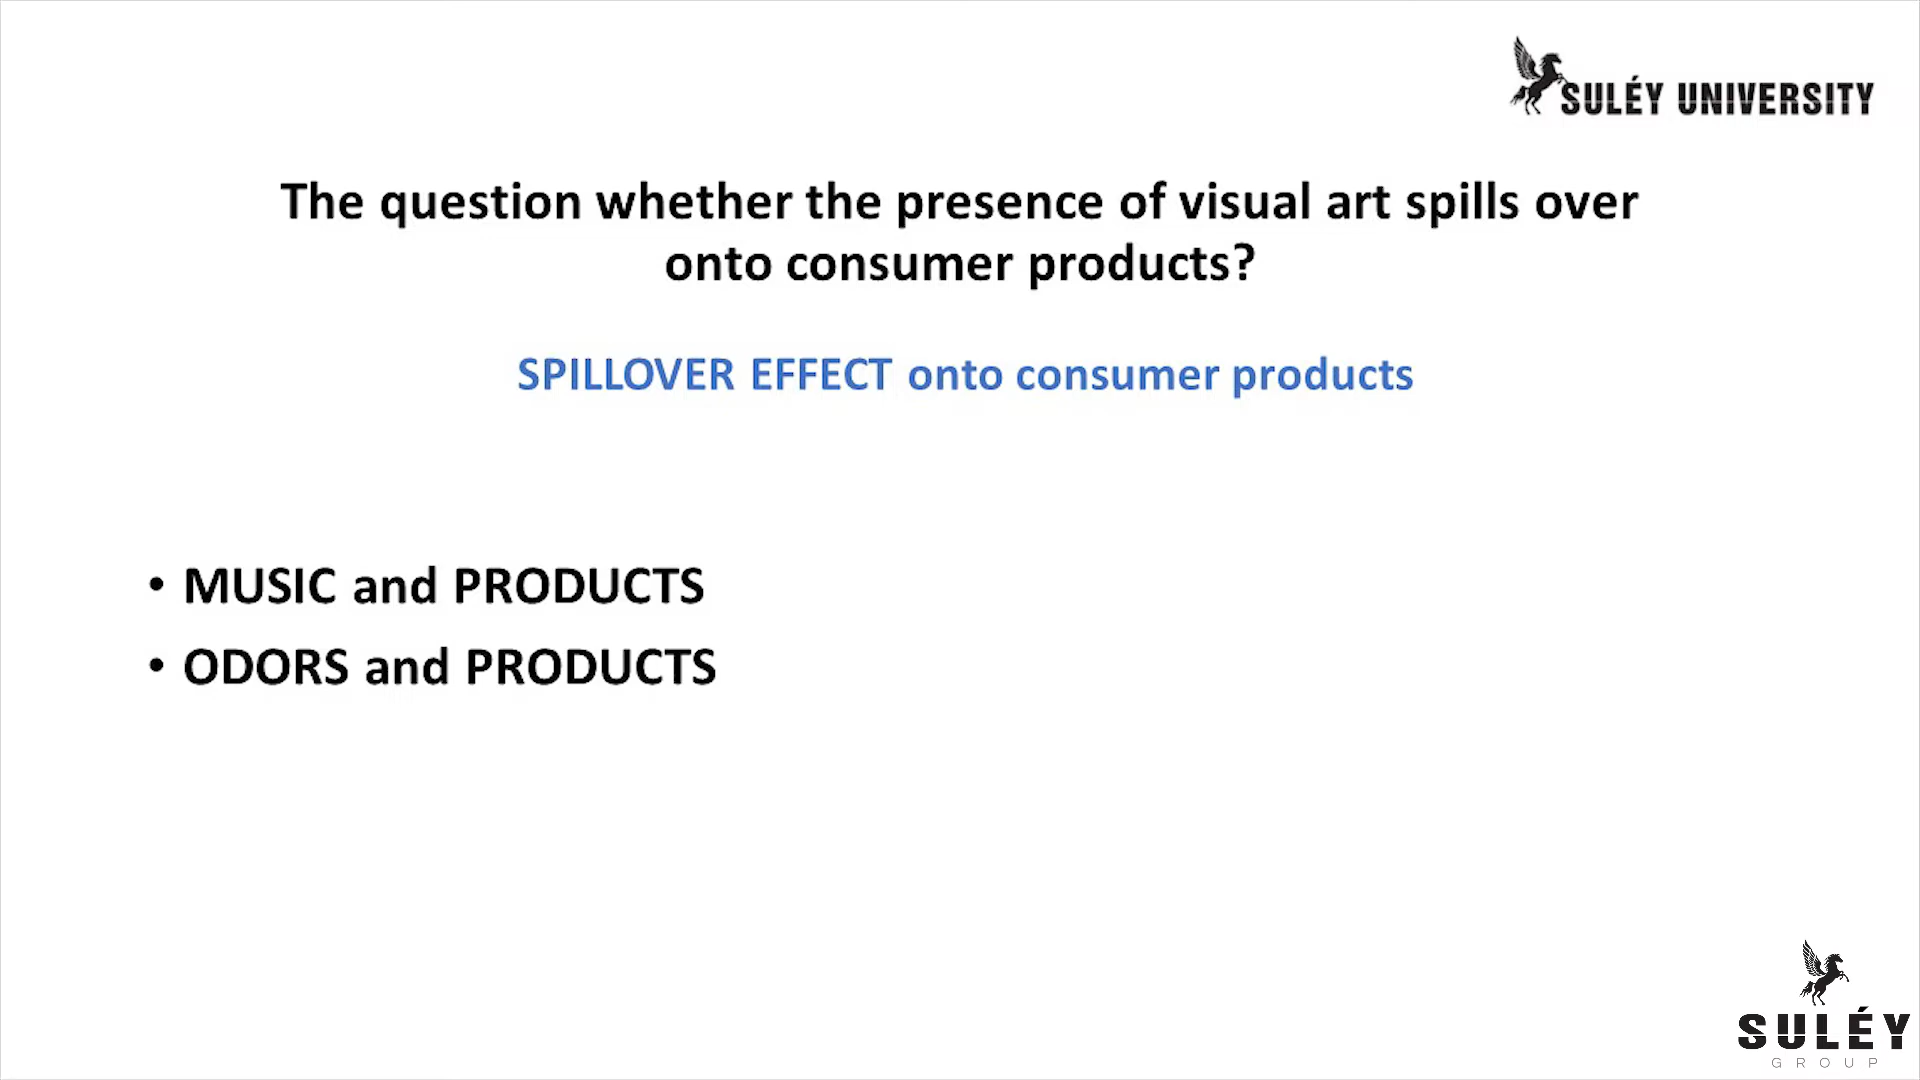 SULÉY UNIVERSITY
The question whether the presence of visual art spills over
onto consumer products?
SPILLOVER EFFECT onto consumer products
• MUSIC and PRODUCTS
• ODORS and PRODUCTS
SULÉY
GROUP